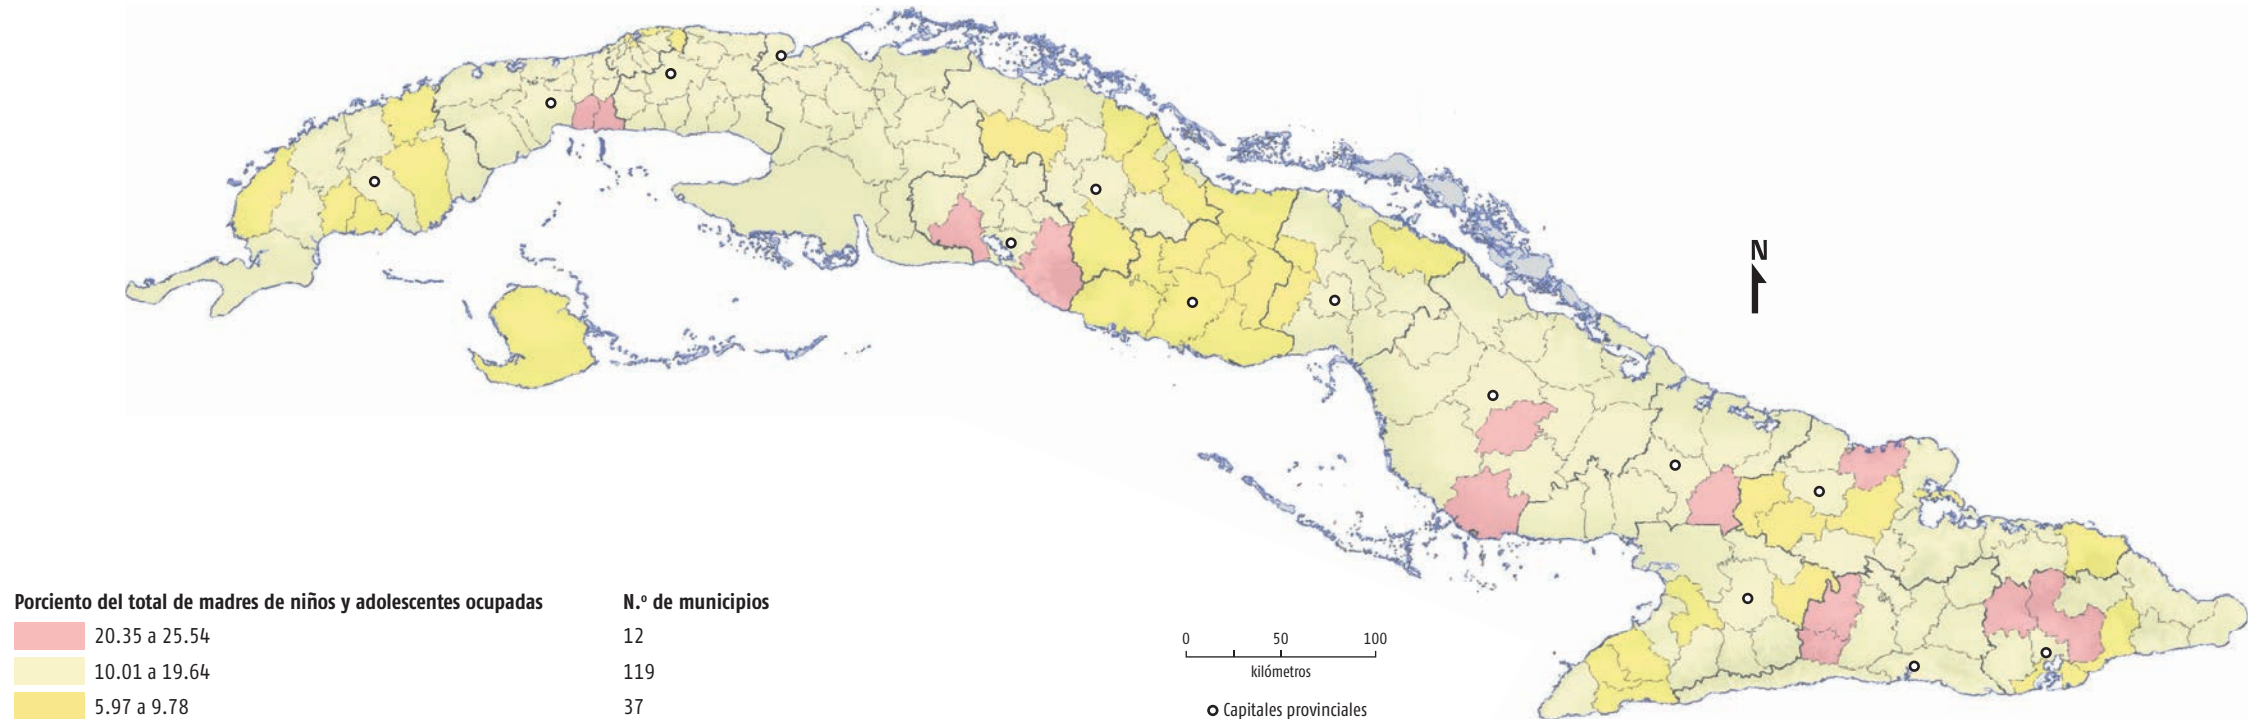 N
Porciento del total de madres de niños y adolescentes ocupadas N.º de municipios
20.35 a 25.54 12
10.01 a 19.64 119
5.97 a 9.78 37
0 50 100
kilómetros
Capitales provinciales